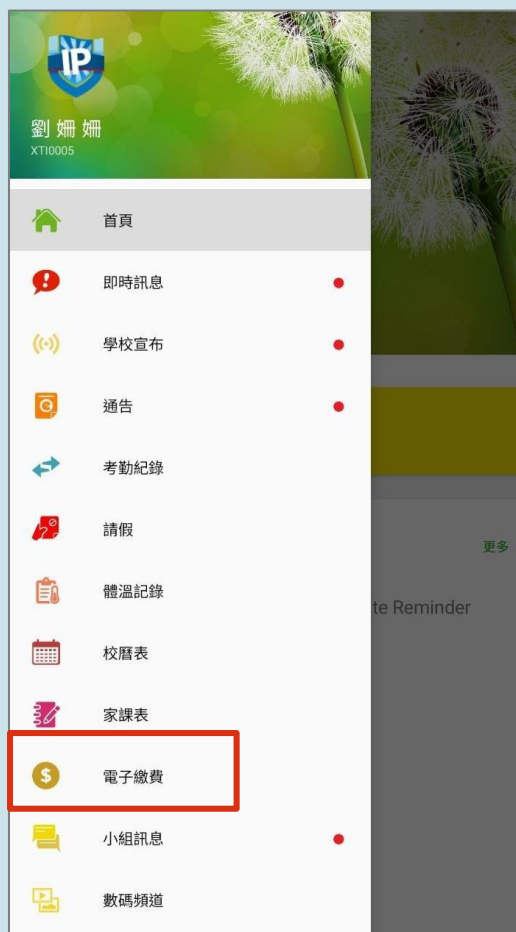 IP
劉姍姍
XTI0005
首頁
即時訊息
學校宣布
通告
考勤紀錄
請假
更多
體溫記錄
te Reminder
校曆表
家課表
$
電子繳費
小組訊息
數碼頻道